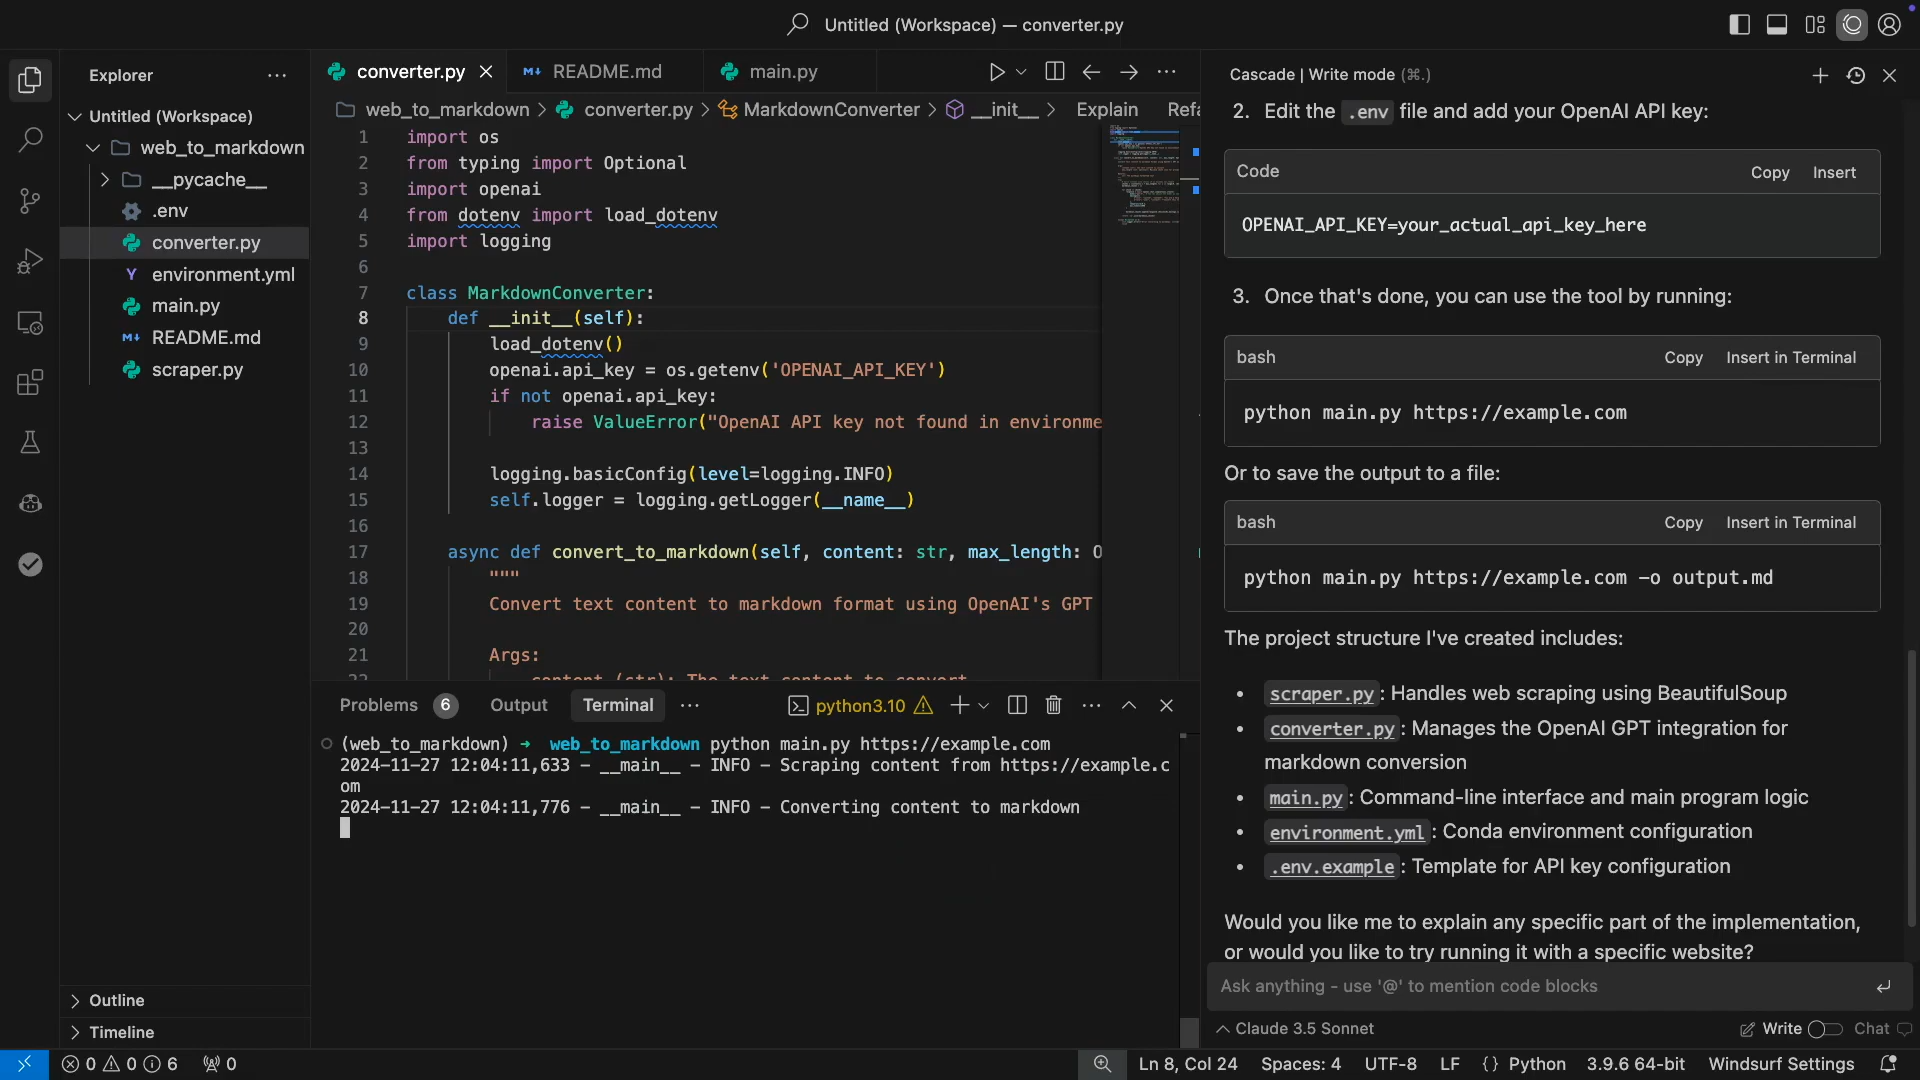 Untitled (Workspace) — converter.py
Explorer
Untitled (Workspace)
web_to_markdown
__pycache__
.env
converter.py
environment.yml
main.py
README.md
scraper.py
Outline
Timeline
converter.py
README.md
main.py
web_to_markdown > converter.py > MarkdownConverter > __init__ > Explain
1 import os
2 from typing import Optional
3 import openai
4 from dotenv import load_dotenv
5 import logging
6
7 class MarkdownConverter:
8 def __init__(self):
9 load_dotenv()
10 openai.api_key = os.getenv('OPENAI_API_KEY')
11 if not openai.api_key:
12 raise ValueError("OpenAI API key not found in environme
13
14 logging.basicConfig(level=logging.INFO)
15 self.logger = logging.getLogger(__name__)
16
17 async def convert_to_markdown(self, content: str, max_length: O
18 """
19 Convert text content to markdown format using OpenAI's GPT
20
21 Args:
22 content (str): The text content to convert
Problems 6 Output Terminal
python3.10
(web_to_markdown) → web_to_markdown python main.py https://example.com
2024-11-27 12:04:11,633 - __main__ - INFO - Scraping content from https://example.c
om
2024-11-27 12:04:11,776 - __main__ - INFO - Converting content to markdown
Cascade | Write mode (⌘.)
2. Edit the .env file and add your OpenAI API key:
Code Copy Insert
OPENAI_API_KEY=your_actual_api_key_here
3. Once that's done, you can use the tool by running:
bash Copy Insert in Terminal
python main.py https://example.com
Or to save the output to a file:
bash Copy Insert in Terminal
python main.py https://example.com -o output.md
The project structure I've created includes:
• scraper.py: Handles web scraping using BeautifulSoup
• converter.py: Manages the OpenAI GPT integration for
markdown conversion
• main.py: Command-line interface and main program logic
• environment.yml: Conda environment configuration
• .env.example: Template for API key configuration
Would you like me to explain any specific part of the implementation,
or would you like to try running it with a specific website?
Ask anything - use '@' to mention code blocks
Claude 3.5 Sonnet
Write Chat
0 0 6 0
Ln 8, Col 24 Spaces: 4 UTF-8 LF {} Python 3.9.6 64-bit Windsurf Settings